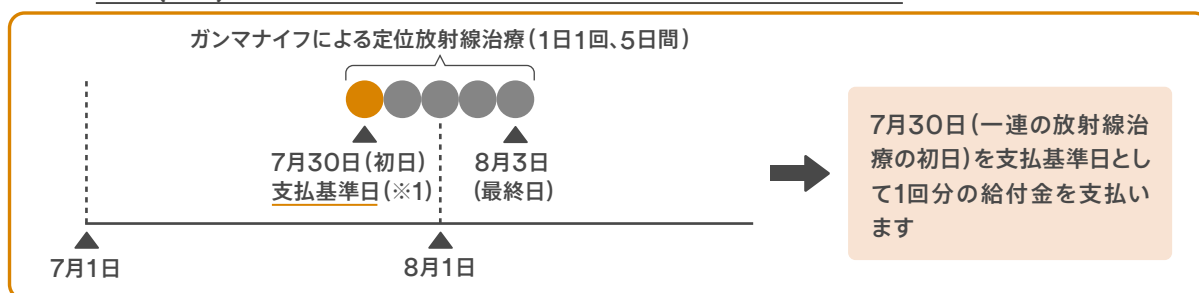 ガンマナイフによる定位放射線治療(1日1回、5日間)
7月30日(初日)
支払基準日(※1)
8月3日
(最終日)
7月1日
8月1日
7月30日(一連の放射線治
療の初日)を支払基準日とし
て1回分の給付金を支払い
ます